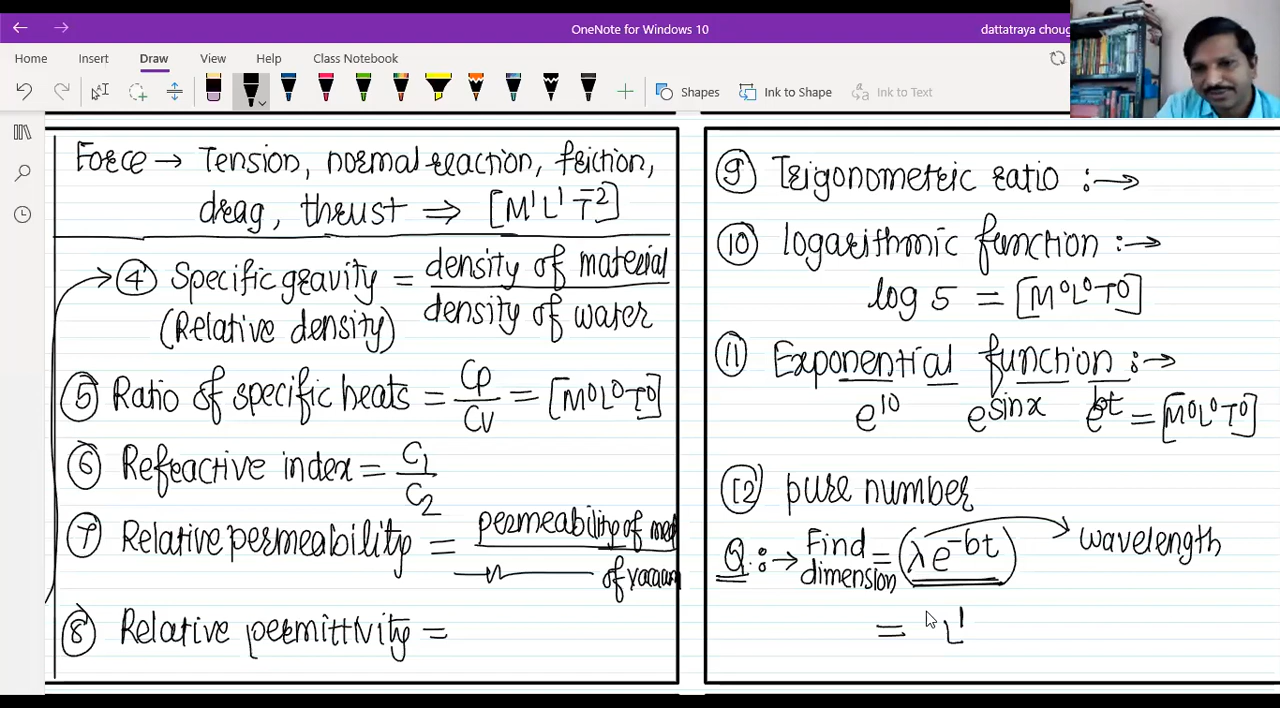 OneNote for Windows 10
dattatraya choug
Home Insert Draw View Help Class Notebook
Shapes Ink to Shape Ink to Text
Force → Tension, normal reaction, friction,
drag, thrust ⇒ [M¹L¹T⁻²]
④ Specific gravity = density of material / density of water
(Relative density)
⑤ Ratio of specific heats = Cp/Cv = [M⁰L⁰T⁰]
⑥ Refractive index = C₁/C₂
⑦ Relative permeability = permeability of med / —〃— of vacuum
⑧ Relative permittivity =
⑨ Trigonometric ratio :→
⑩ logarithmic function :→
log 5 = [M⁰L⁰T⁰]
⑪ Exponential function :→
e¹⁰ e^sinx e^bt = [M⁰L⁰T⁰]
⑫ pure number
Q :→ Find dimension = (λe^-bt) → wavelength
= L¹